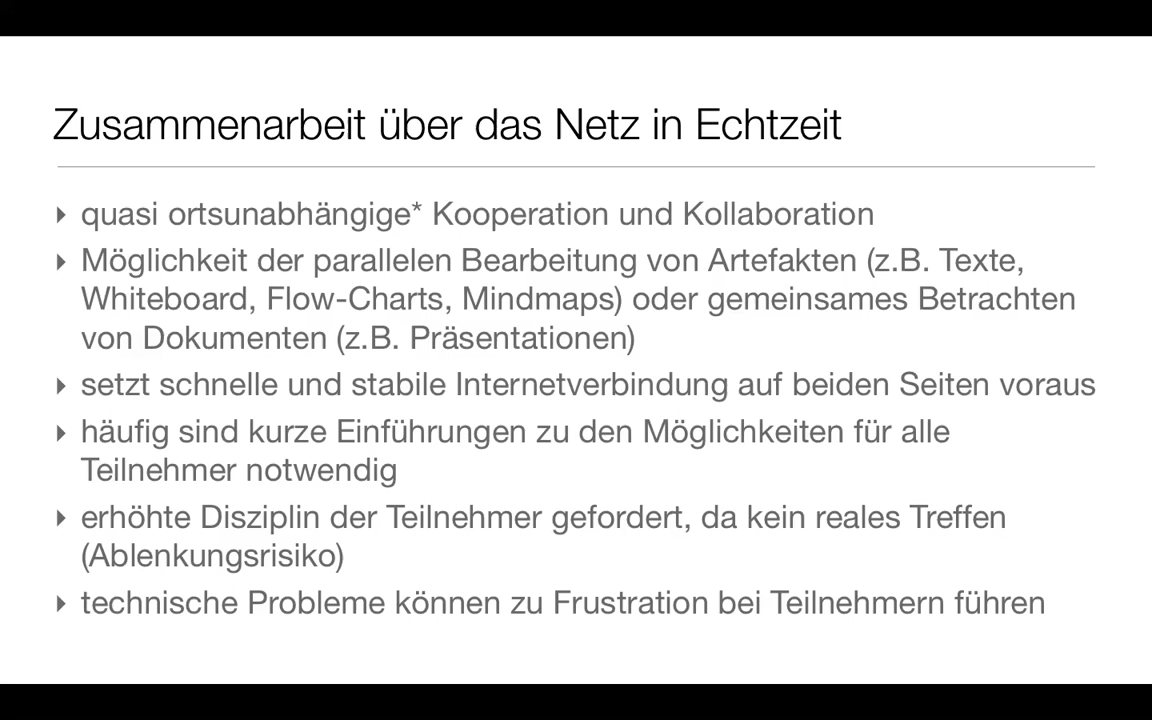 Zusammenarbeit über das Netz in Echtzeit
‣ quasi ortsunabhängige* Kooperation und Kollaboration
‣ Möglichkeit der parallelen Bearbeitung von Artefakten (z.B. Texte,
Whiteboard, Flow-Charts, Mindmaps) oder gemeinsames Betrachten
von Dokumenten (z.B. Präsentationen)
‣ setzt schnelle und stabile Internetverbindung auf beiden Seiten voraus
‣ häufig sind kurze Einführungen zu den Möglichkeiten für alle
Teilnehmer notwendig
‣ erhöhte Disziplin der Teilnehmer gefordert, da kein reales Treffen
(Ablenkungsrisiko)
‣ technische Probleme können zu Frustration bei Teilnehmern führen